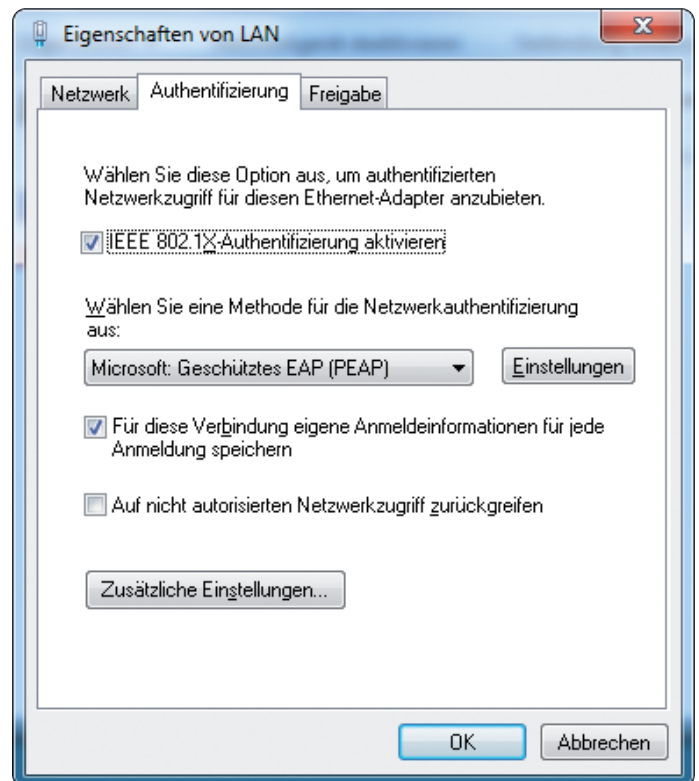 Eigenschaften von LAN
Netzwerk Authentifizierung Freigabe
Wählen Sie diese Option aus, um authentifizierten
Netzwerkzugriff für diesen Ethernet-Adapter anzubieten.
IEEE 802.1X-Authentifizierung aktivieren
Wählen Sie eine Methode für die Netzwerkauthentifizierung
aus:
Microsoft: Geschütztes EAP (PEAP) Einstellungen
Für diese Verbindung eigene Anmeldeinformationen für jede
Anmeldung speichern
Auf nicht autorisierten Netzwerkzugriff zurückgreifen
Zusätzliche Einstellungen...
OK Abbrechen